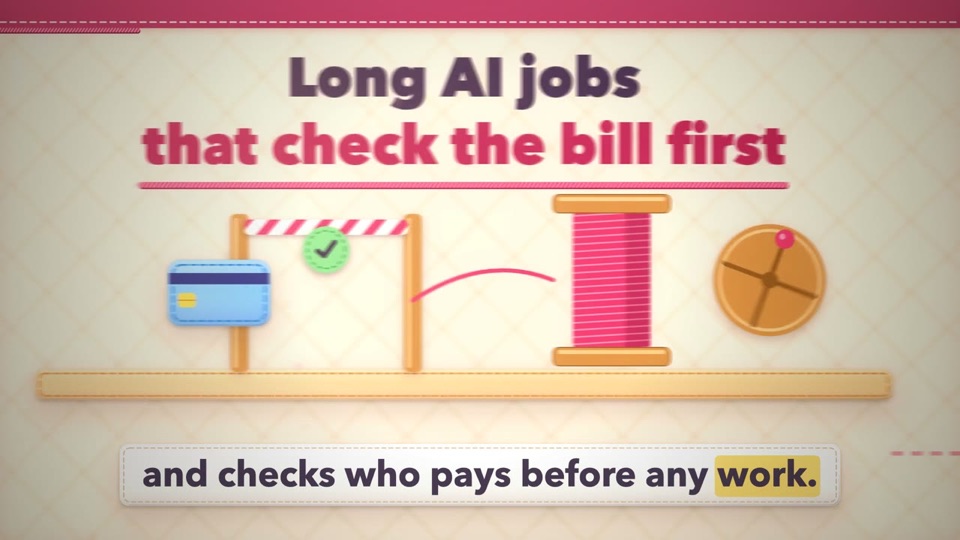 Long AI jobs
that check the bill first
and checks who pays before any work.